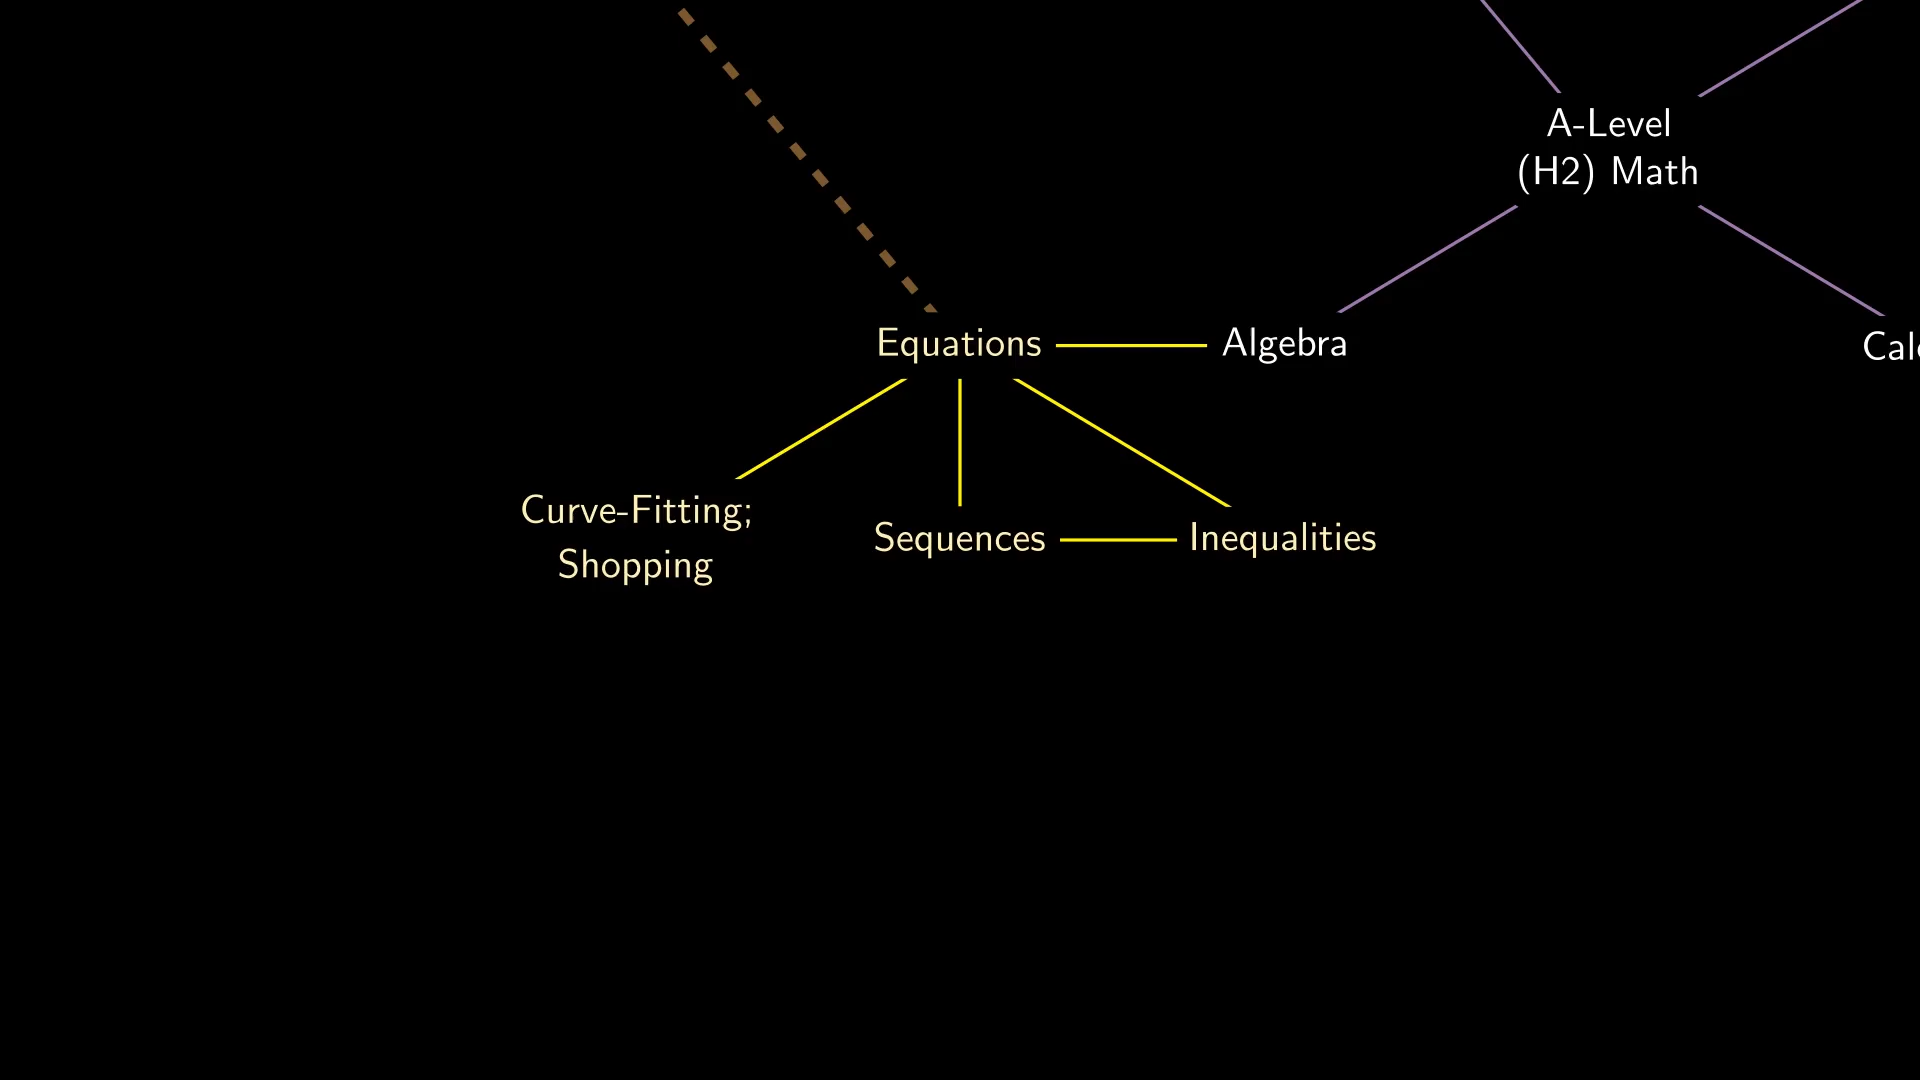 A-Level
(H2) Math
Equations
Algebra
Curve-Fitting;
Shopping
Sequences
Inequalities